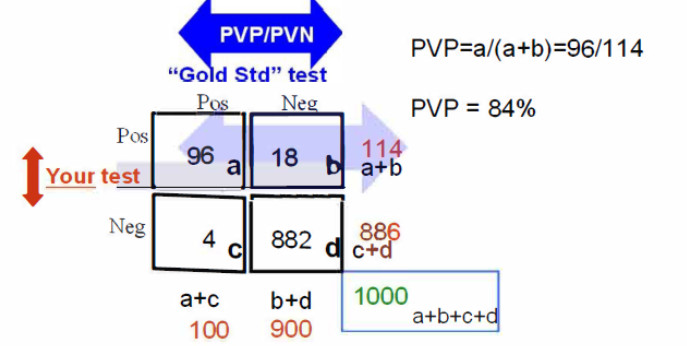 PVP/PVN
PVP=a/(a+b)=96/114
“Gold Std” test
Pos Neg
PVP = 84%
Pos
96 a 18 b 114
a+b
Your test
Neg
4 c 882 d 886
c+d
a+c b+d 1000
100 900 a+b+c+d